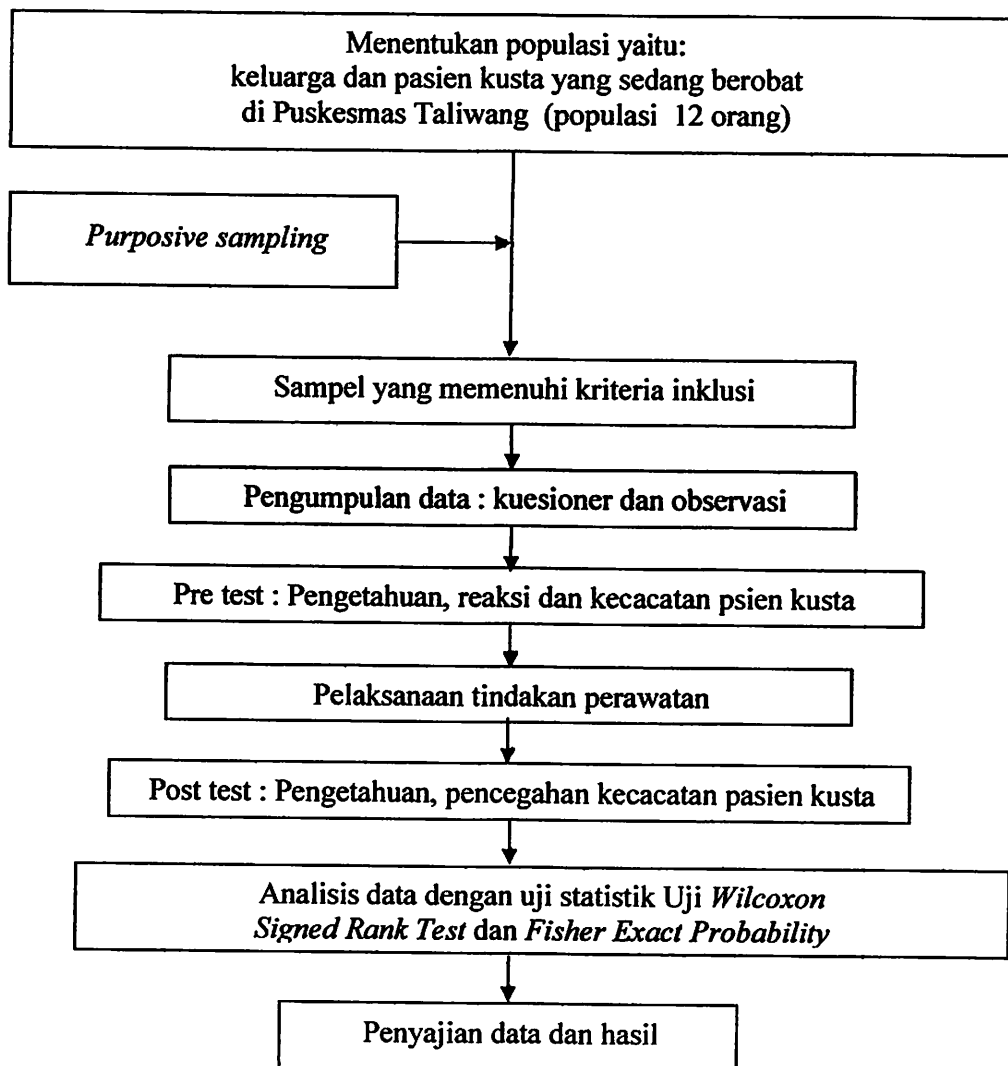 Menentukan populasi yaitu:
keluarga dan pasien kusta yang sedang berobat
di Puskesmas Taliwang (populasi 12 orang)
Purposive sampling
Sampel yang memenuhi kriteria inklusi
Pengumpulan data : kuesioner dan observasi
Pre test : Pengetahuan, reaksi dan kecacatan psien kusta
Pelaksanaan tindakan perawatan
Post test : Pengetahuan, pencegahan kecacatan pasien kusta
Analisis data dengan uji statistik Uji Wilcoxon
Signed Rank Test dan Fisher Exact Probability
Penyajian data dan hasil